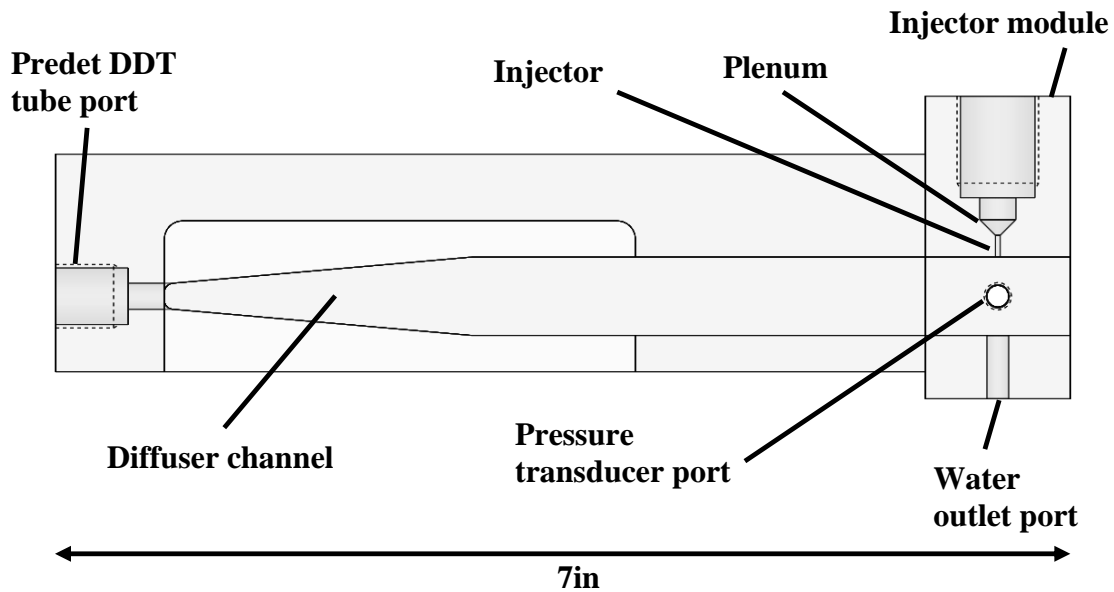 Injector module
Predet DDT
tube port
Injector
Plenum
Diffuser channel
Pressure
transducer port
Water
outlet port
7in